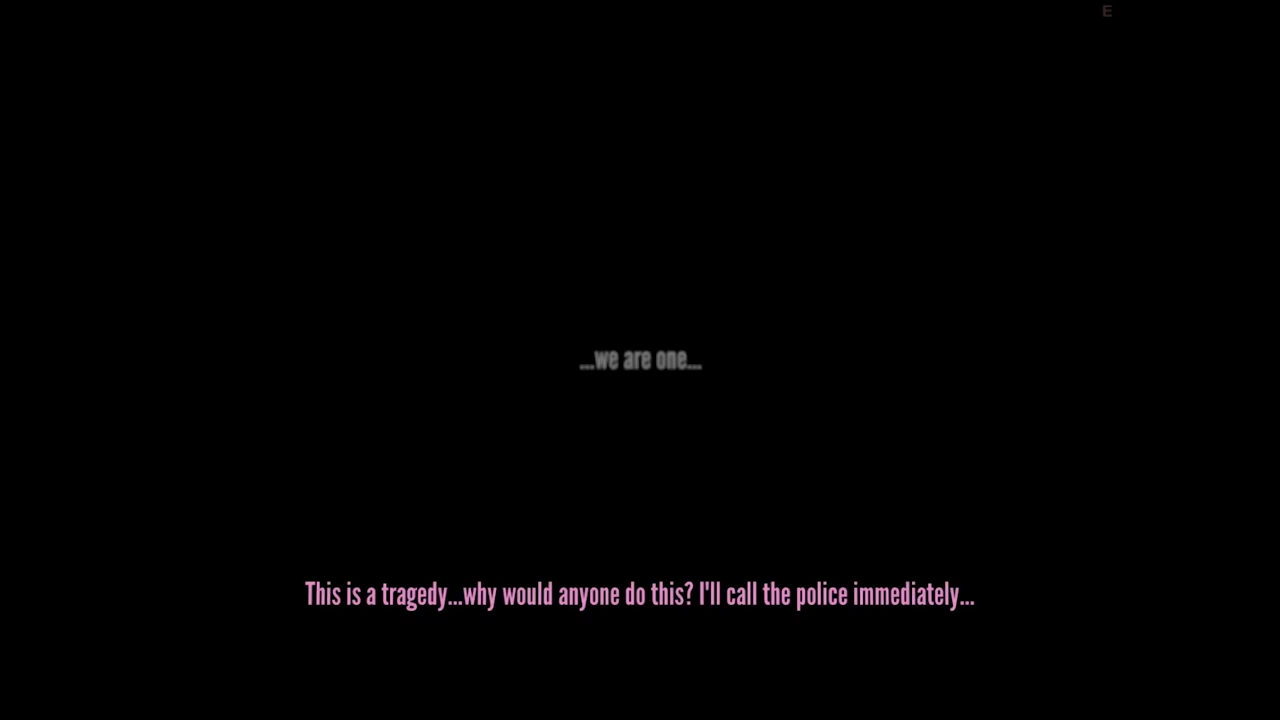 E
...we are one...
This is a tragedy...why would anyone do this? I'll call the police immediately...